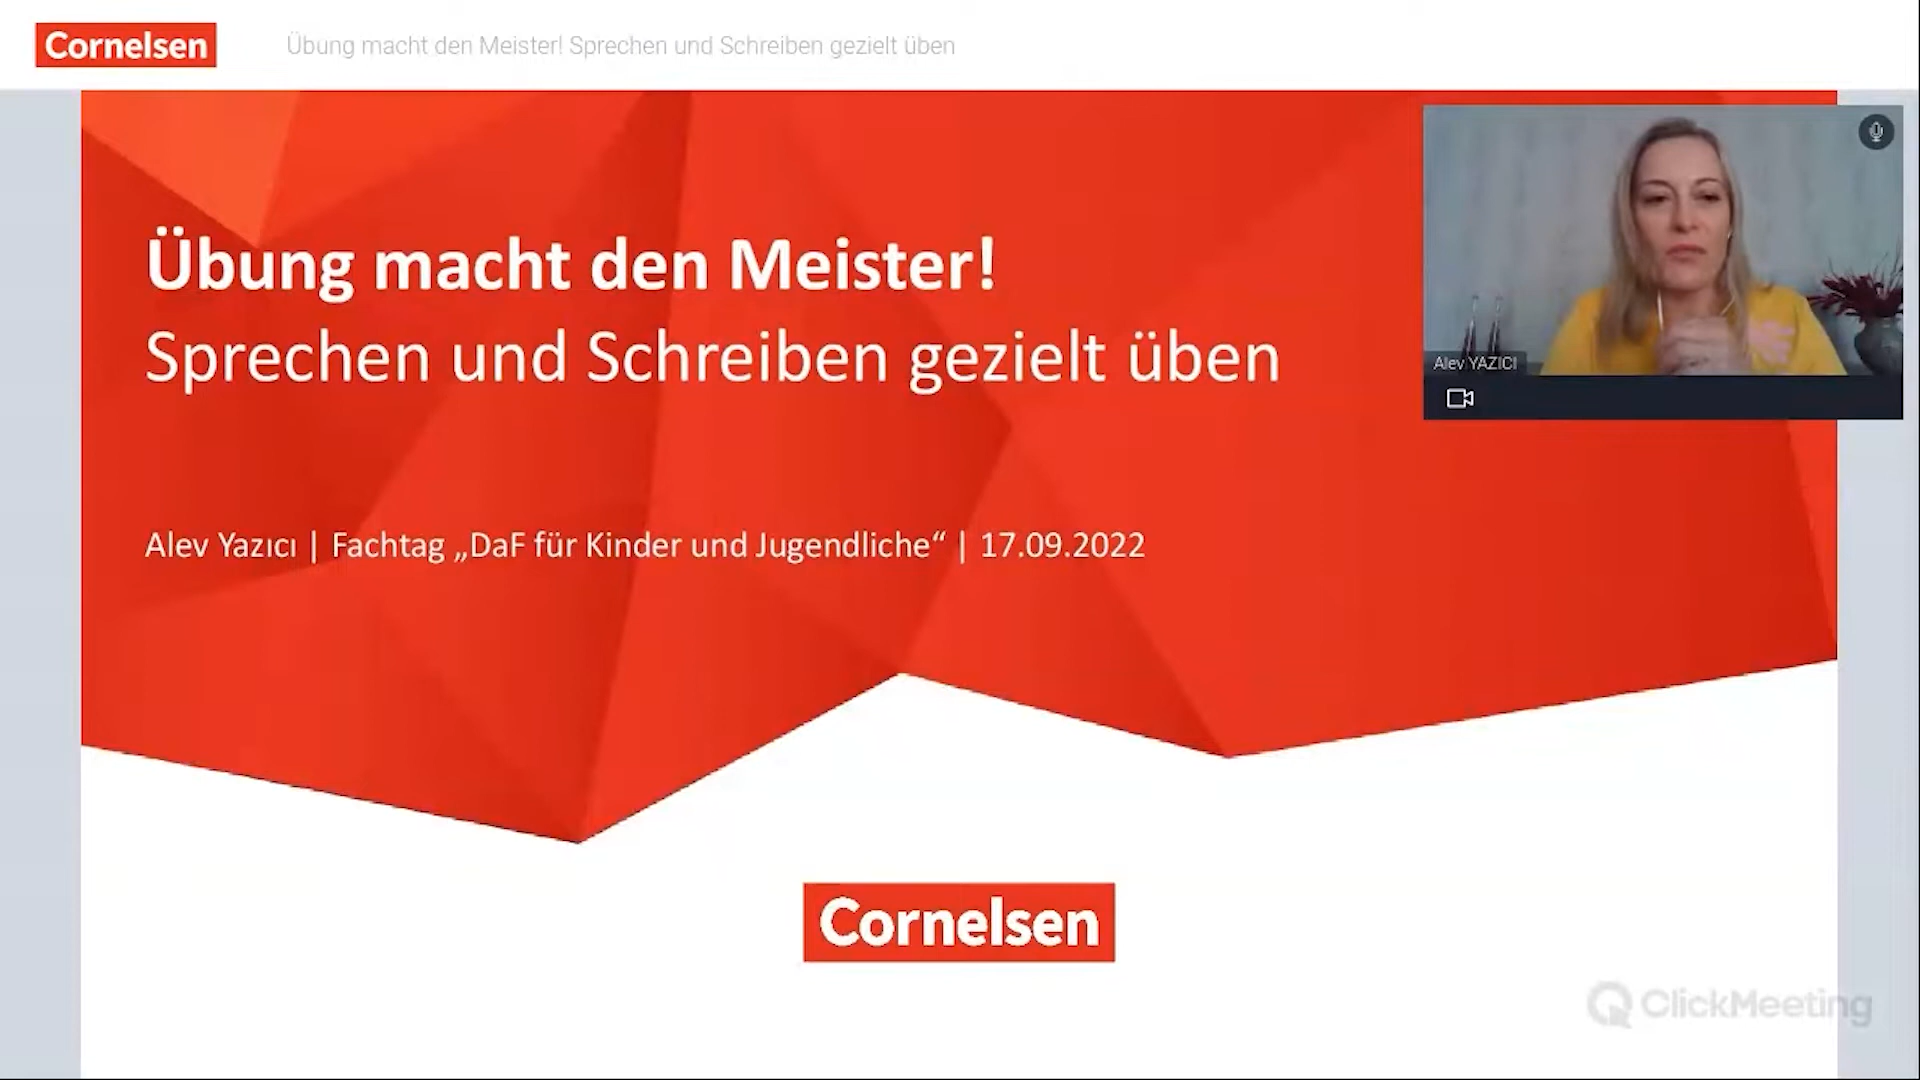 Cornelsen
Übung macht den Meister! Sprechen und Schreiben gezielt üben
Übung macht den Meister!
Sprechen und Schreiben gezielt üben
Alev YAZICI
Alev Yazıcı | Fachtag „DaF für Kinder und Jugendliche“ | 17.09.2022
Cornelsen
ClickMeeting